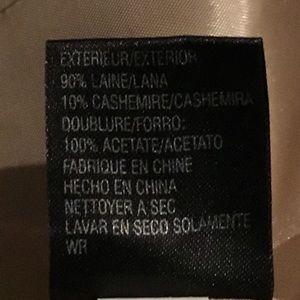 EXTERIEUR/EXTERIOR
90% LAINE/LANA
10% CASHEMIRE/CASHEMIRA
DOUBLURE/FORRO:
100% ACETATE/ACETATO
FABRIQUE EN CHINE
HECHO EN CHINA
NETTOYER A SEC
LAVAR EN SECO SOLAMENTE
WR